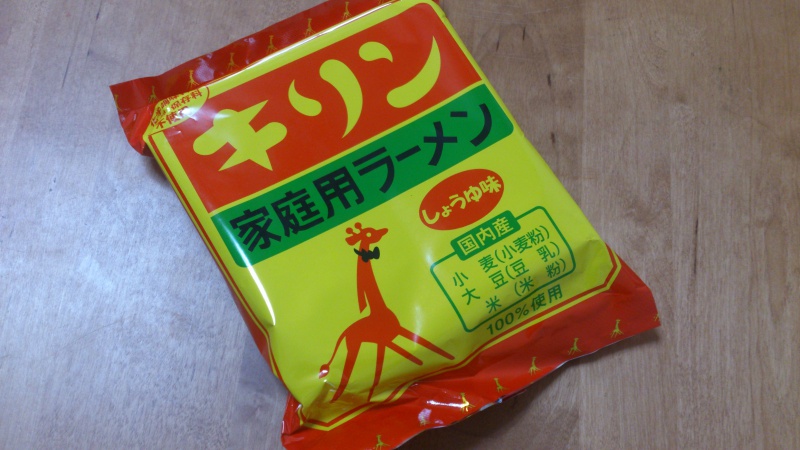 キリン
家庭用ラーメン
しょうゆ味
国内産
小麦(小麦粉)
大豆(豆乳)
米(米粉)
100%使用